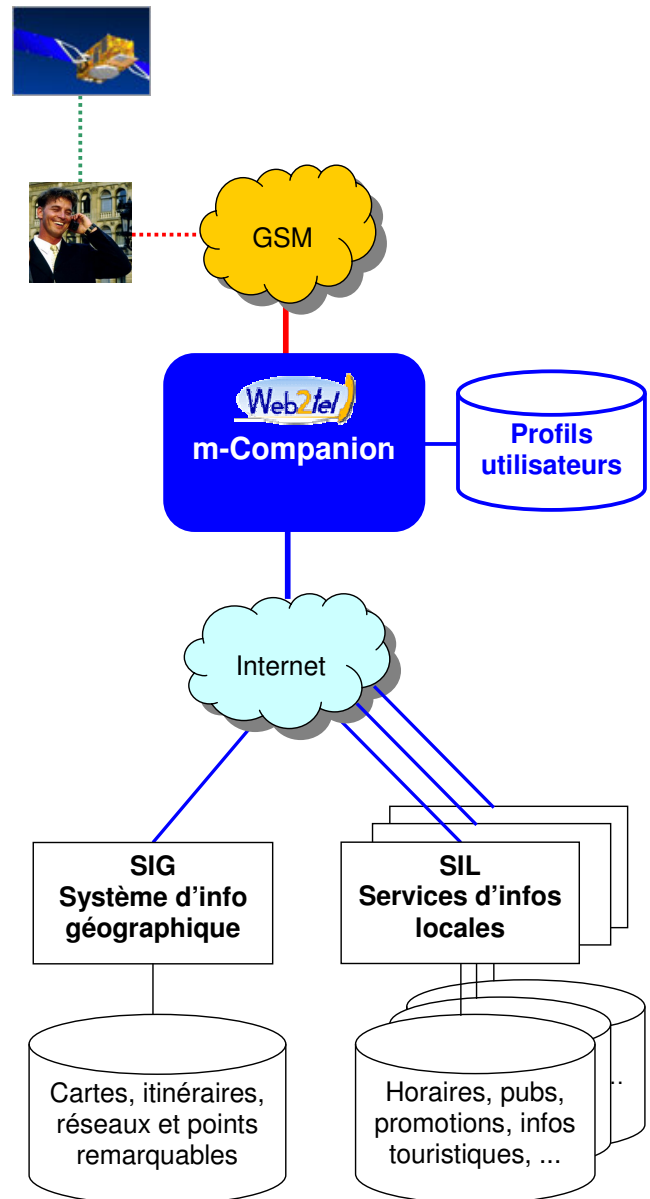 GSM
Web2tel
m-Companion
Profils
utilisateurs
Internet
SIG
Système d'info
géographique
SIL
Services d'infos
locales
Cartes, itinéraires,
réseaux et points
remarquables
Horaires, pubs,
promotions, infos
touristiques, ...
..